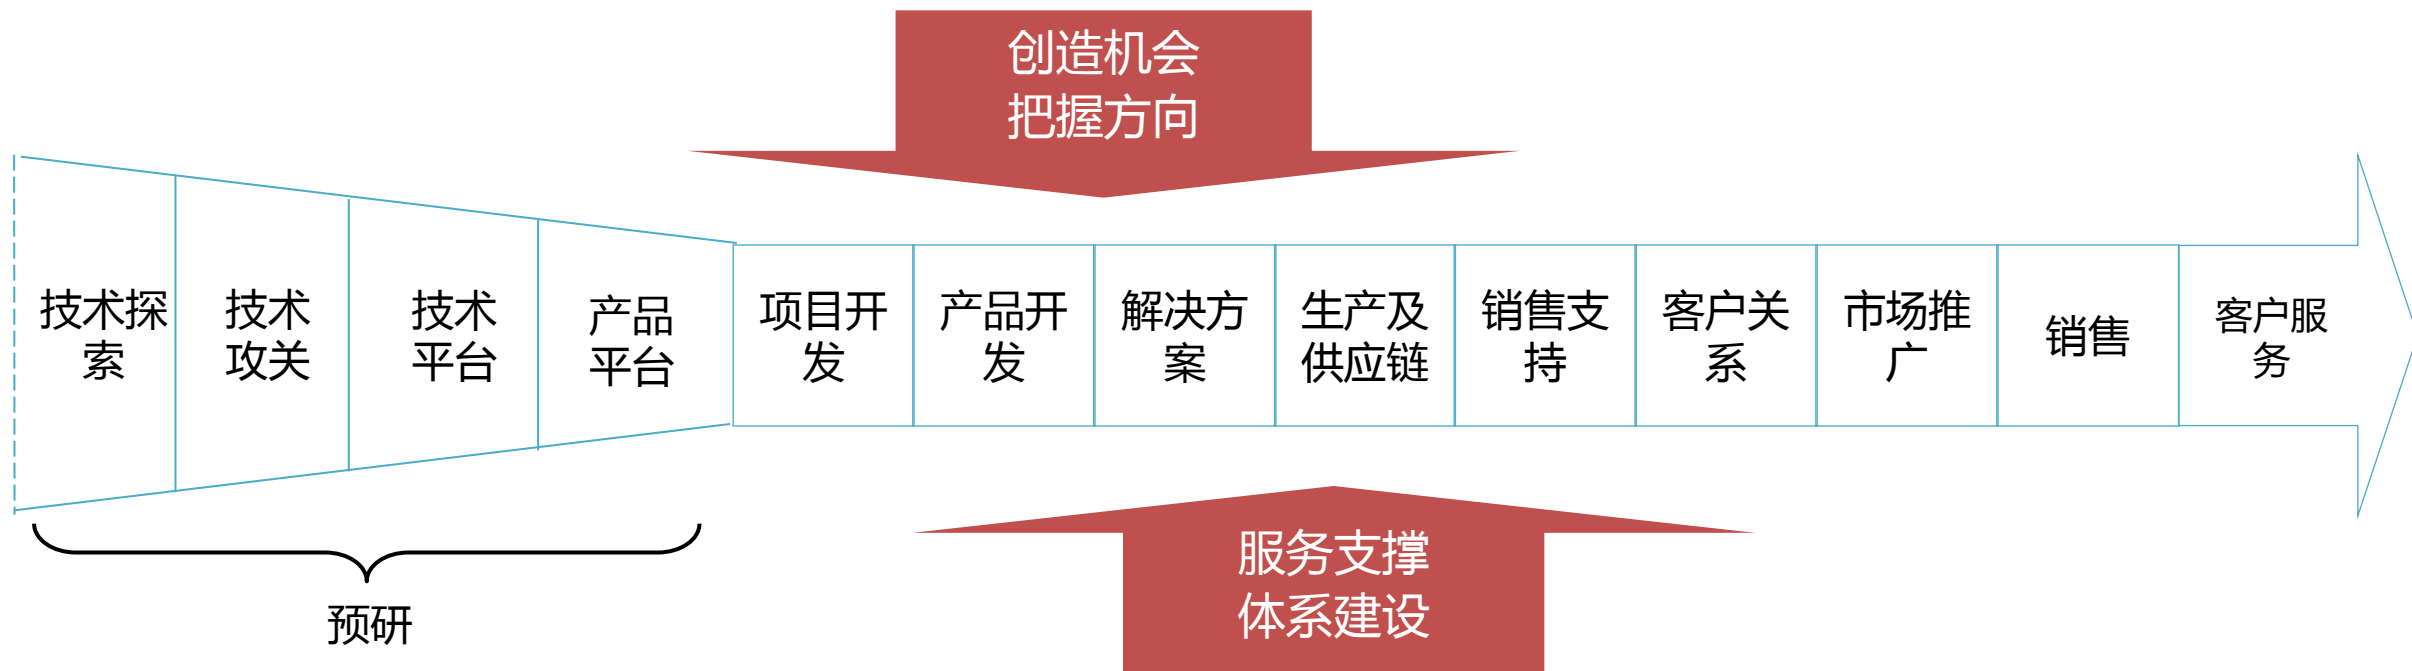 创造机会
把握方向
技术探
索
技术
攻关
技术
平台
产品
平台
项目开
发
产品开
发
解决方
案
生产及
供应链
销售支
持
客户关
系
市场推
广
销售
客户服
务
预研
服务支撑
体系建设